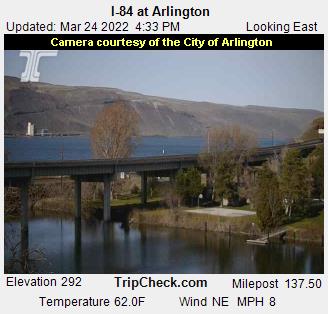 I-84 at Arlington
Updated: Mar 24 2022 4:33 PM Looking East
Camera courtesy of the City of Arlington
Elevation 292 TripCheck.com Milepost 137.50
Temperature 62.0F Wind NE MPH 8